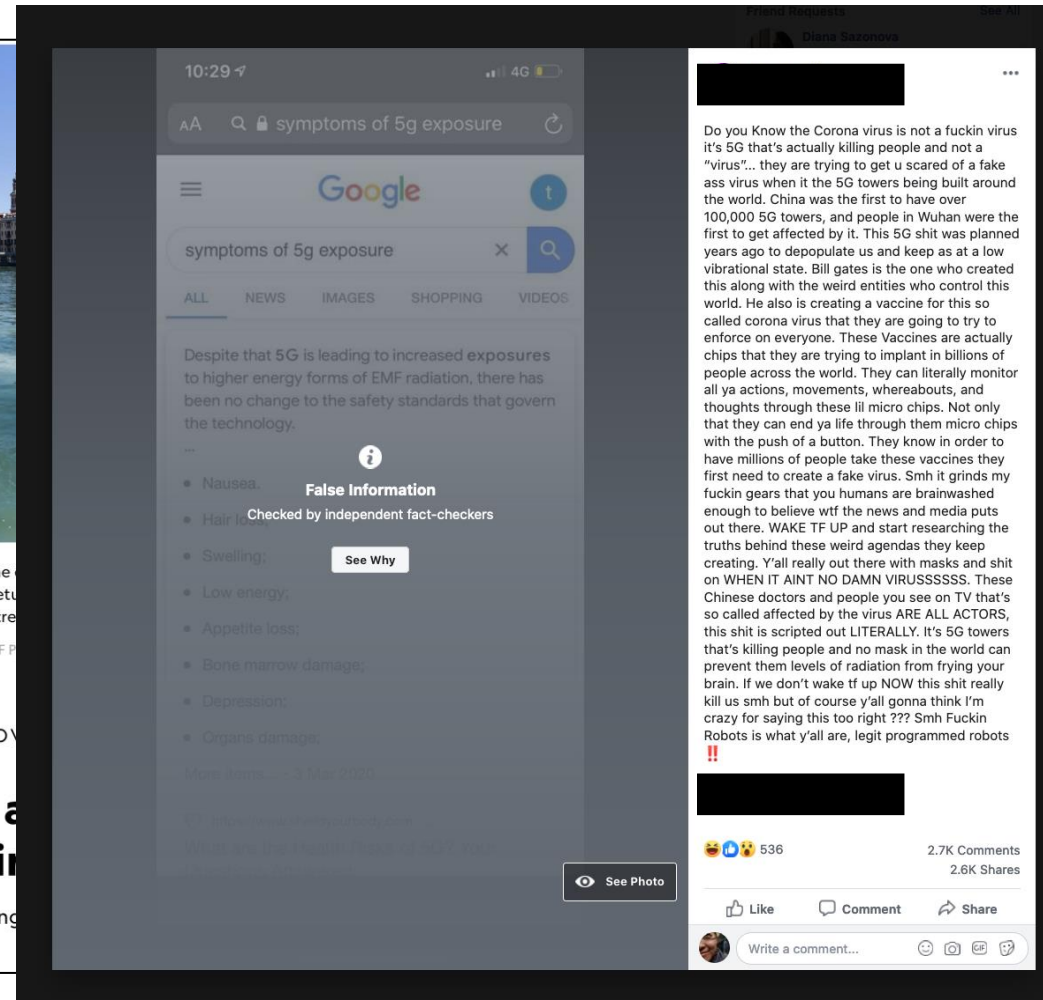 Friend Requests See All
Diana Sazonova
10:29 4G
AA symptoms of 5g exposure
Google
t
symptoms of 5g exposure
ALL NEWS IMAGES SHOPPING VIDEOS
Despite that 5G is leading to increased exposures
to higher energy forms of EMF radiation, there has
been no change to the safety standards that govern
the technology.
...
• Nausea.
• Hair loss;
• Swelling;
• Low energy;
• Appetite loss;
• Bone marrow damage;
• Depression;
• Organs damage;
More items... • 3 Mar 2020
False Information
Checked by independent fact-checkers
See Why
See Photo
Do you Know the Corona virus is not a fuckin virus
it's 5G that's actually killing people and not a
“virus”... they are trying to get u scared of a fake
ass virus when it the 5G towers being built around
the world. China was the first to have over
100,000 5G towers, and people in Wuhan were the
first to get affected by it. This 5G shit was planned
years ago to depopulate us and keep as at a low
vibrational state. Bill gates is the one who created
this along with the weird entities who control this
world. He also is creating a vaccine for this so
called corona virus that they are going to try to
enforce on everyone. These Vaccines are actually
chips that they are trying to implant in billions of
people across the world. They can literally monitor
all ya actions, movements, whereabouts, and
thoughts through these lil micro chips. Not only
that they can end ya life through them micro chips
with the push of a button. They know in order to
have millions of people take these vaccines they
first need to create a fake virus. Smh it grinds my
fuckin gears that you humans are brainwashed
enough to believe wtf the news and media puts
out there. WAKE TF UP and start researching the
truths behind these weird agendas they keep
creating. Y'all really out there with masks and shit
on WHEN IT AINT NO DAMN VIRUSSSSSS. These
Chinese doctors and people you see on TV that's
so called affected by the virus ARE ALL ACTORS,
this shit is scripted out LITERALLY. It's 5G towers
that's killing people and no mask in the world can
prevent them levels of radiation from frying your
brain. If we don't wake tf up NOW this shit really
kill us smh but of course y'all gonna think I'm
crazy for saying this too right ??? Smh Fuckin
Robots is what y'all are, legit programmed robots
‼️
536 2.7K Comments
2.6K Shares
Like Comment Share
Write a comment... GIF